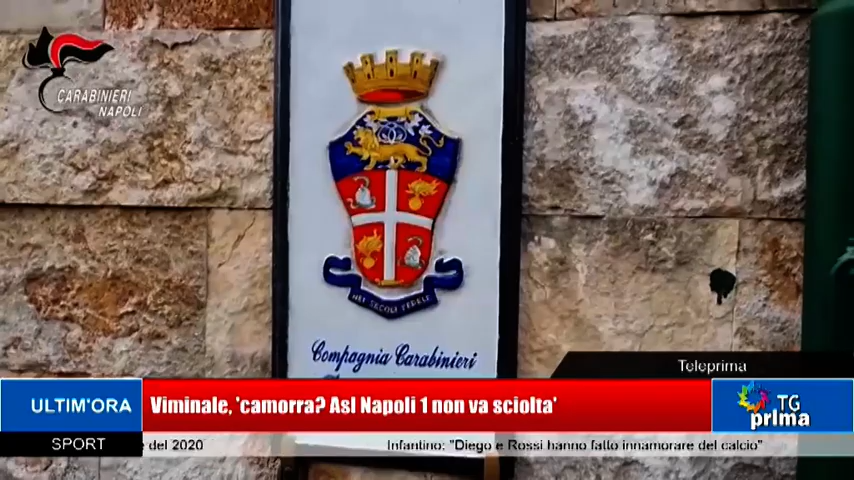 CARABINIERI
NAPOLI
NEI SECOLI FEDELE
Compagnia Carabinieri
Teleprima
ULTIM'ORA
Viminale, 'camorra? Asl Napoli 1 non va sciolta'
TG
prima
SPORT
e del 2020
Infantino: "Diego e Rossi hanno fatto innamorare del calcio"